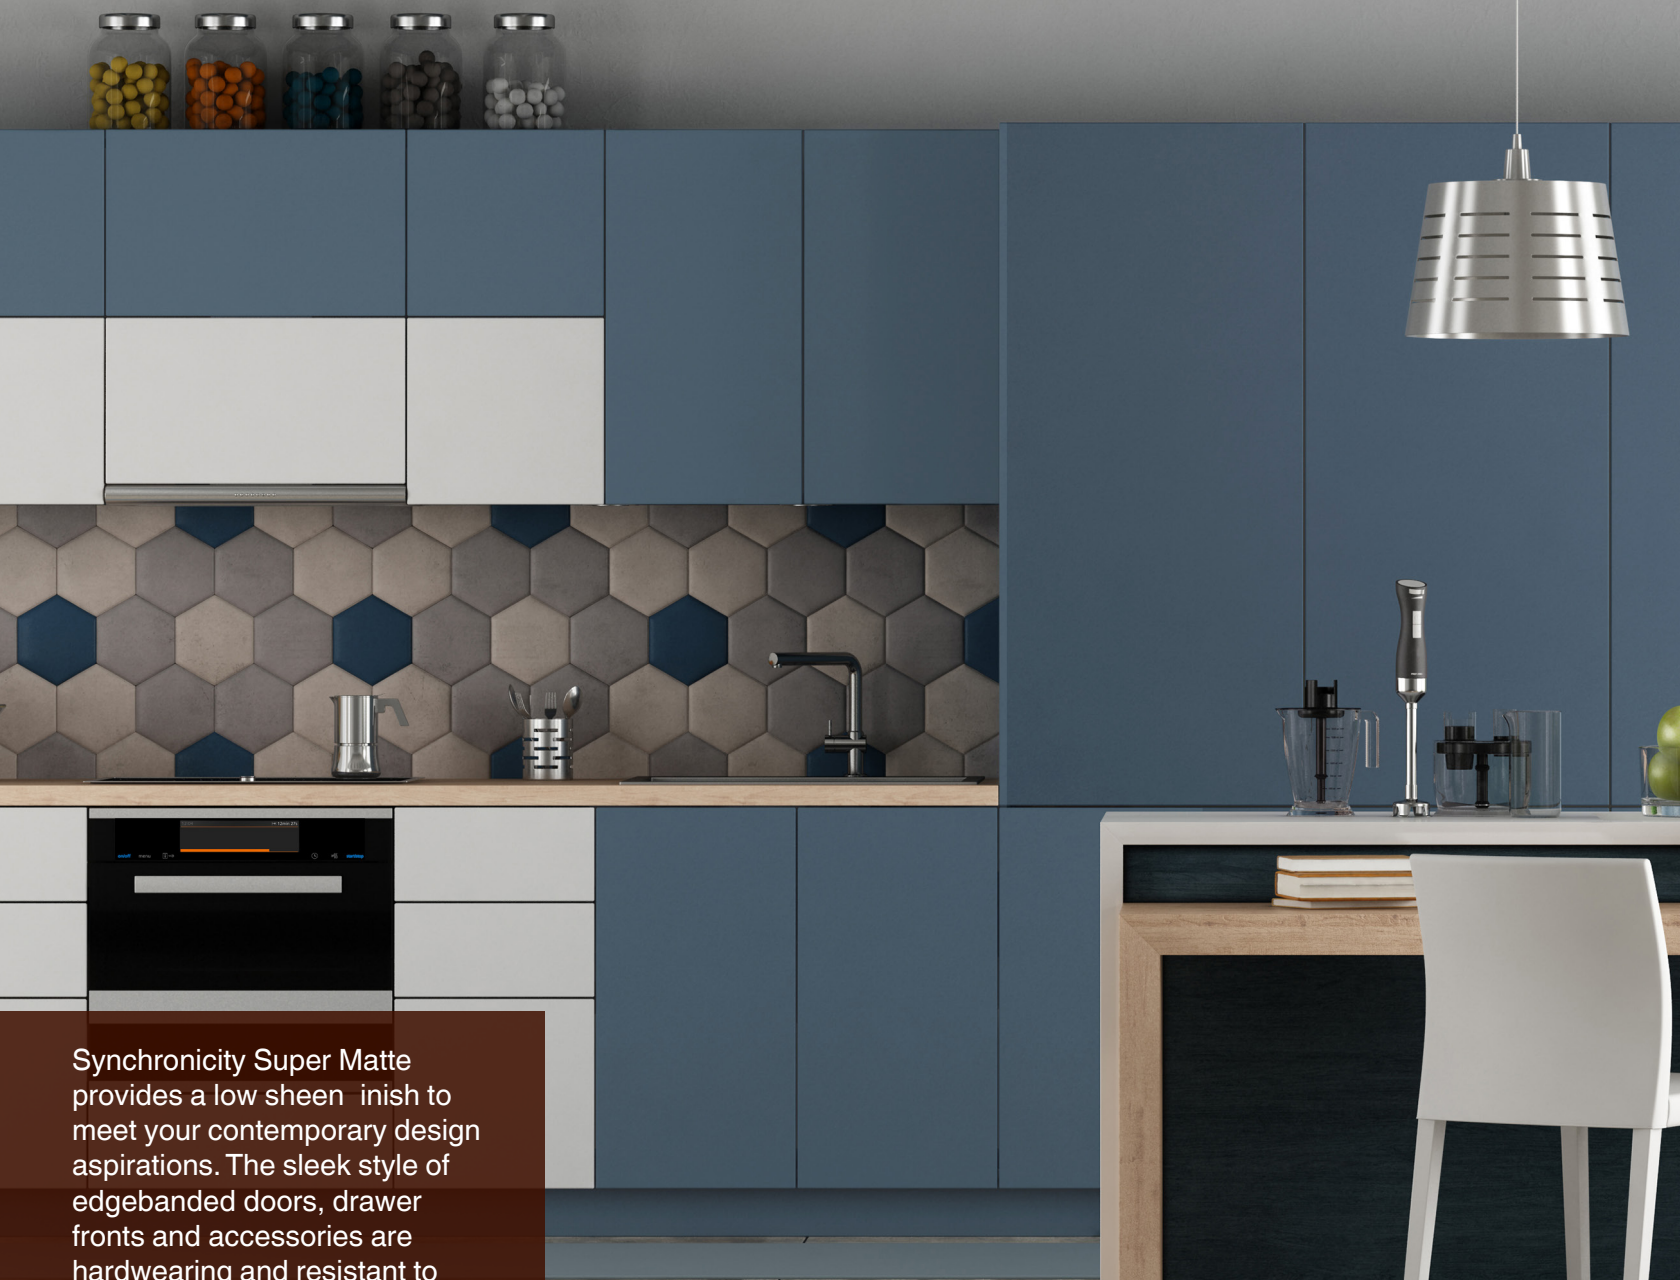 menu
Synchronicity Super Matte
provides a low sheen  inish to
meet your contemporary design
aspirations. The sleek style of
edgebanded doors, drawer
fronts and accessories are
hardwearing and resistant to